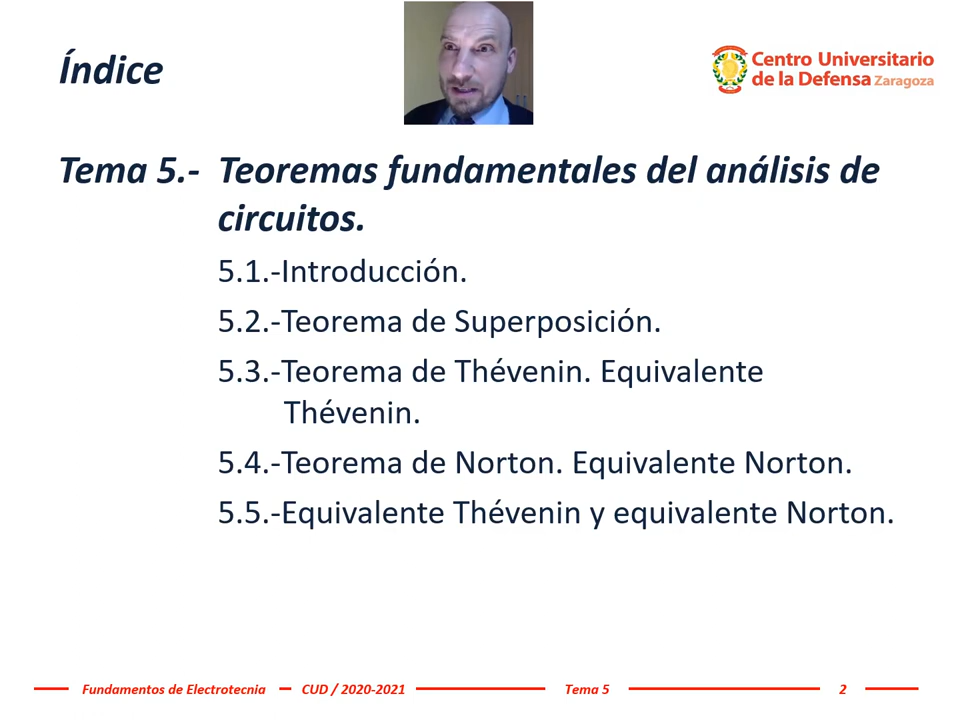 Índice
Centro Universitario
de la Defensa Zaragoza
Tema 5.- Teoremas fundamentales del análisis de
circuitos.
5.1.-Introducción.
5.2.-Teorema de Superposición.
5.3.-Teorema de Thévenin. Equivalente
Thévenin.
5.4.-Teorema de Norton. Equivalente Norton.
5.5.-Equivalente Thévenin y equivalente Norton.
Fundamentos de Electrotecnia CUD / 2020-2021 Tema 5 2